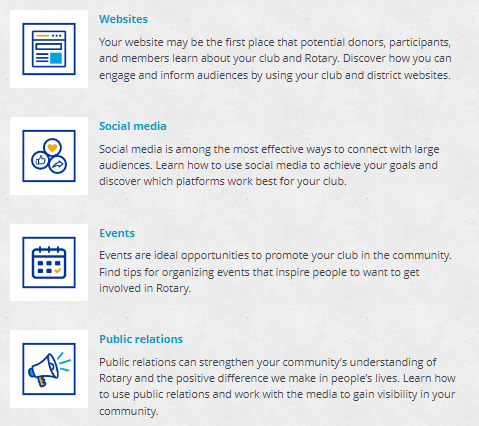 Websites
Your website may be the first place that potential donors, participants,
and members learn about your club and Rotary. Discover how you can
engage and inform audiences by using your club and district websites.
Social media
Social media is among the most effective ways to connect with large
audiences. Learn how to use social media to achieve your goals and
discover which platforms work best for your club.
Events
Events are ideal opportunities to promote your club in the community.
Find tips for organizing events that inspire people to want to get
involved in Rotary.
Public relations
Public relations can strengthen your community's understanding of
Rotary and the positive difference we make in people's lives. Learn how
to use public relations and work with the media to gain visibility in your
community.